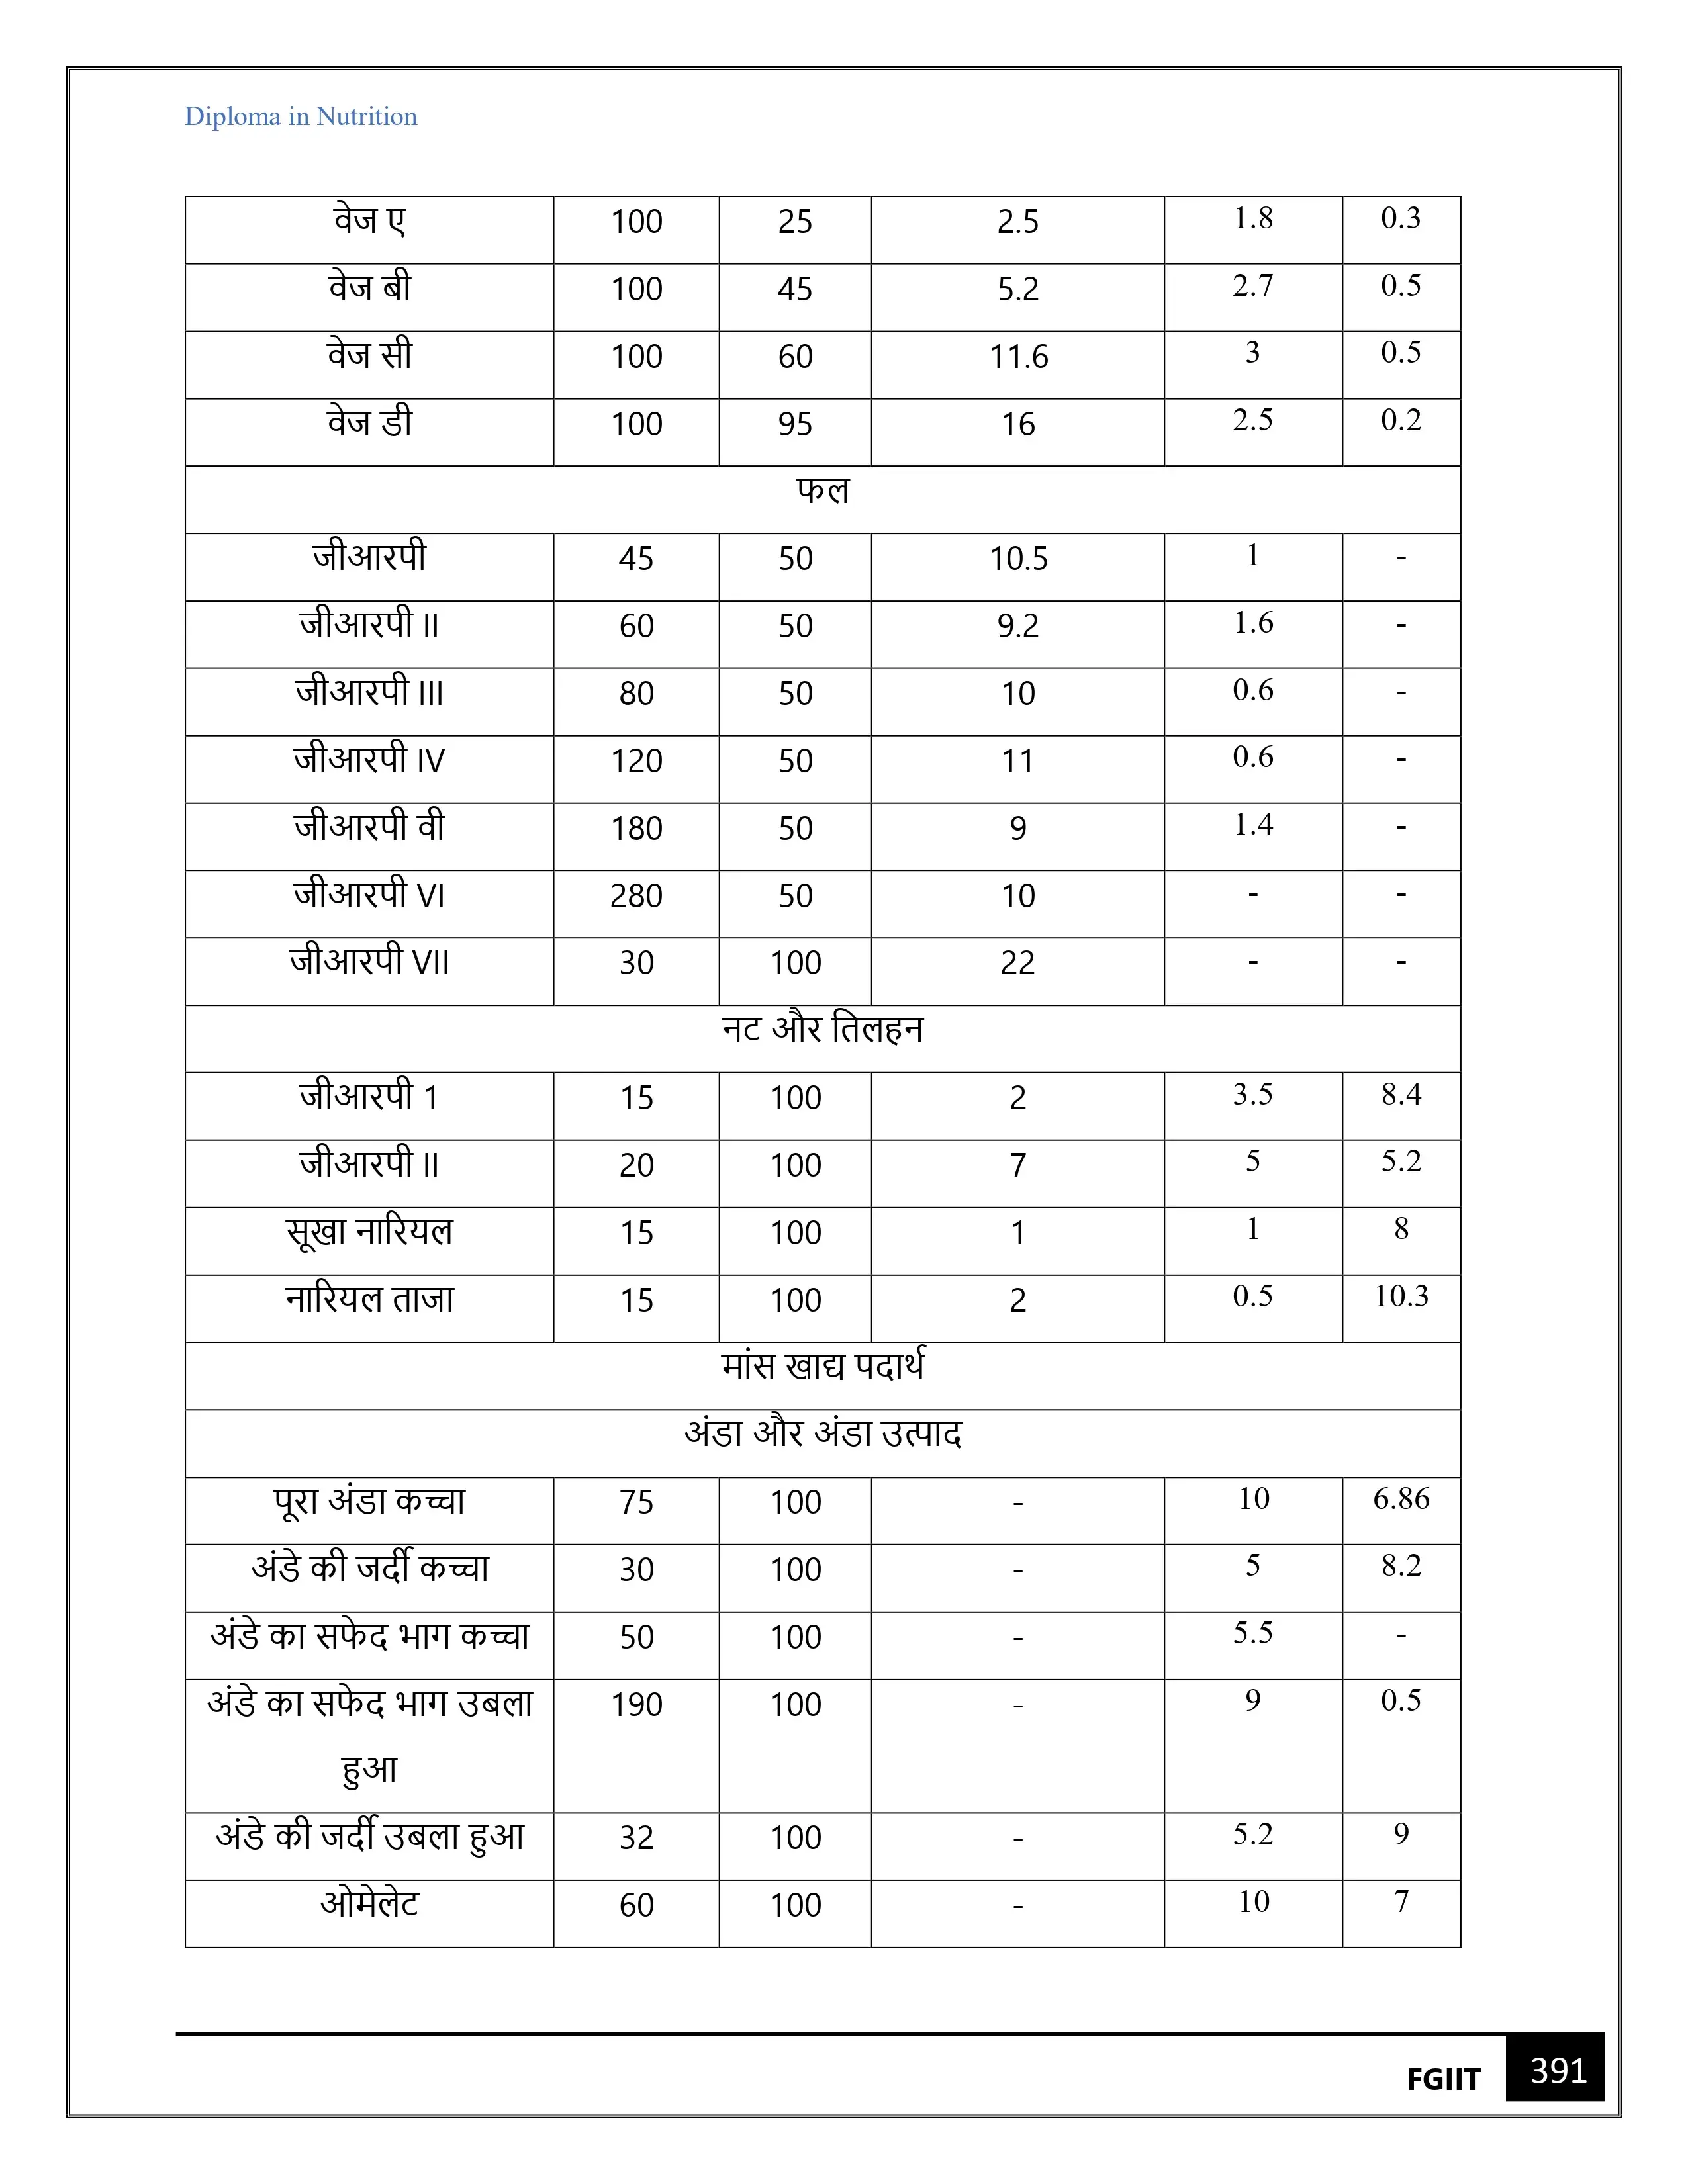 Diploma in Nutrition
वेज ए 100 25 2.5 1.8 0.3
वेज बी 100 45 5.2 2.7 0.5
वेज सी 100 60 11.6 3 0.5
वेज डी 100 95 16 2.5 0.2
फल
जीआरपी 45 50 10.5 1 -
जीआरपी II 60 50 9.2 1.6 -
जीआरपी III 80 50 10 0.6 -
जीआरपी IV 120 50 11 0.6 -
जीआरपी वी 180 50 9 1.4 -
जीआरपी VI 280 50 10 - -
जीआरपी VII 30 100 22 - -
नट और तिलहन
जीआरपी 1 15 100 2 3.5 8.4
जीआरपी II 20 100 7 5 5.2
सूखा नारियल 15 100 1 1 8
नारियल ताजा 15 100 2 0.5 10.3
मांस खाद्य पदार्थ
अंडा और अंडा उत्पाद
पूरा अंडा कच्चा 75 100 - 10 6.86
अंडे की जर्दी कच्चा 30 100 - 5 8.2
अंडे का सफेद भाग कच्चा 50 100 - 5.5 -
अंडे का सफेद भाग उबला 190 100 - 9 0.5
हुआ
अंडे की जर्दी उबला हुआ 32 100 - 5.2 9
ओमेलेट 60 100 - 10 7
FGIIT 391